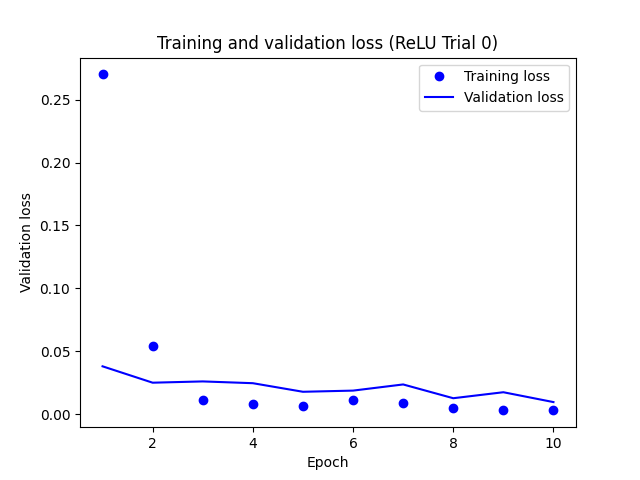 Training and validation loss (ReLU Trial 0)
Training loss
Validation loss
Validation loss
0.25
0.20
0.15
0.10
0.05
0.00
2
4
6
8
10
Epoch